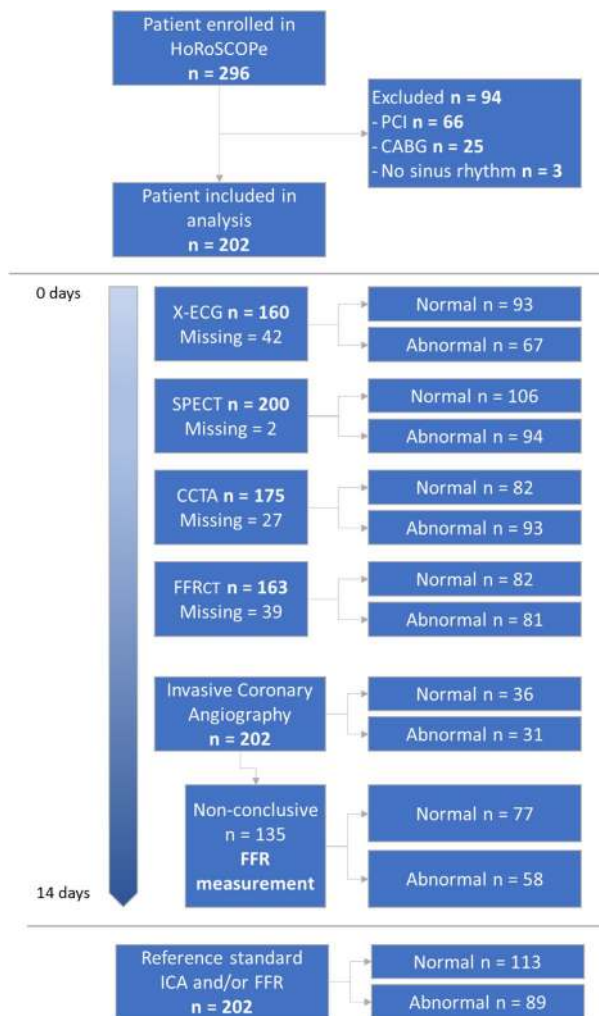 Patient enrolled in
HoRoSCOPe
n = 296
Excluded n = 94
- PCI n = 66
- CABG n = 25
- No sinus rhythm n = 3
Patient included in
analysis
n = 202
0 days
X-ECG n = 160
Missing = 42
Normal n = 93
Abnormal n = 67
SPECT n = 200
Missing = 2
Normal n = 106
Abnormal n = 94
CCTA n = 175
Missing = 27
Normal n = 82
Abnormal n = 93
FFRCT n = 163
Missing = 39
Normal n = 82
Abnormal n = 81
Invasive Coronary
Angiography
n = 202
Normal n = 36
Abnormal n = 31
Non-conclusive
n = 135
FFR
measurement
Normal n = 77
Abnormal n = 58
14 days
Reference standard
ICA and/or FFR
n = 202
Normal n = 113
Abnormal n = 89